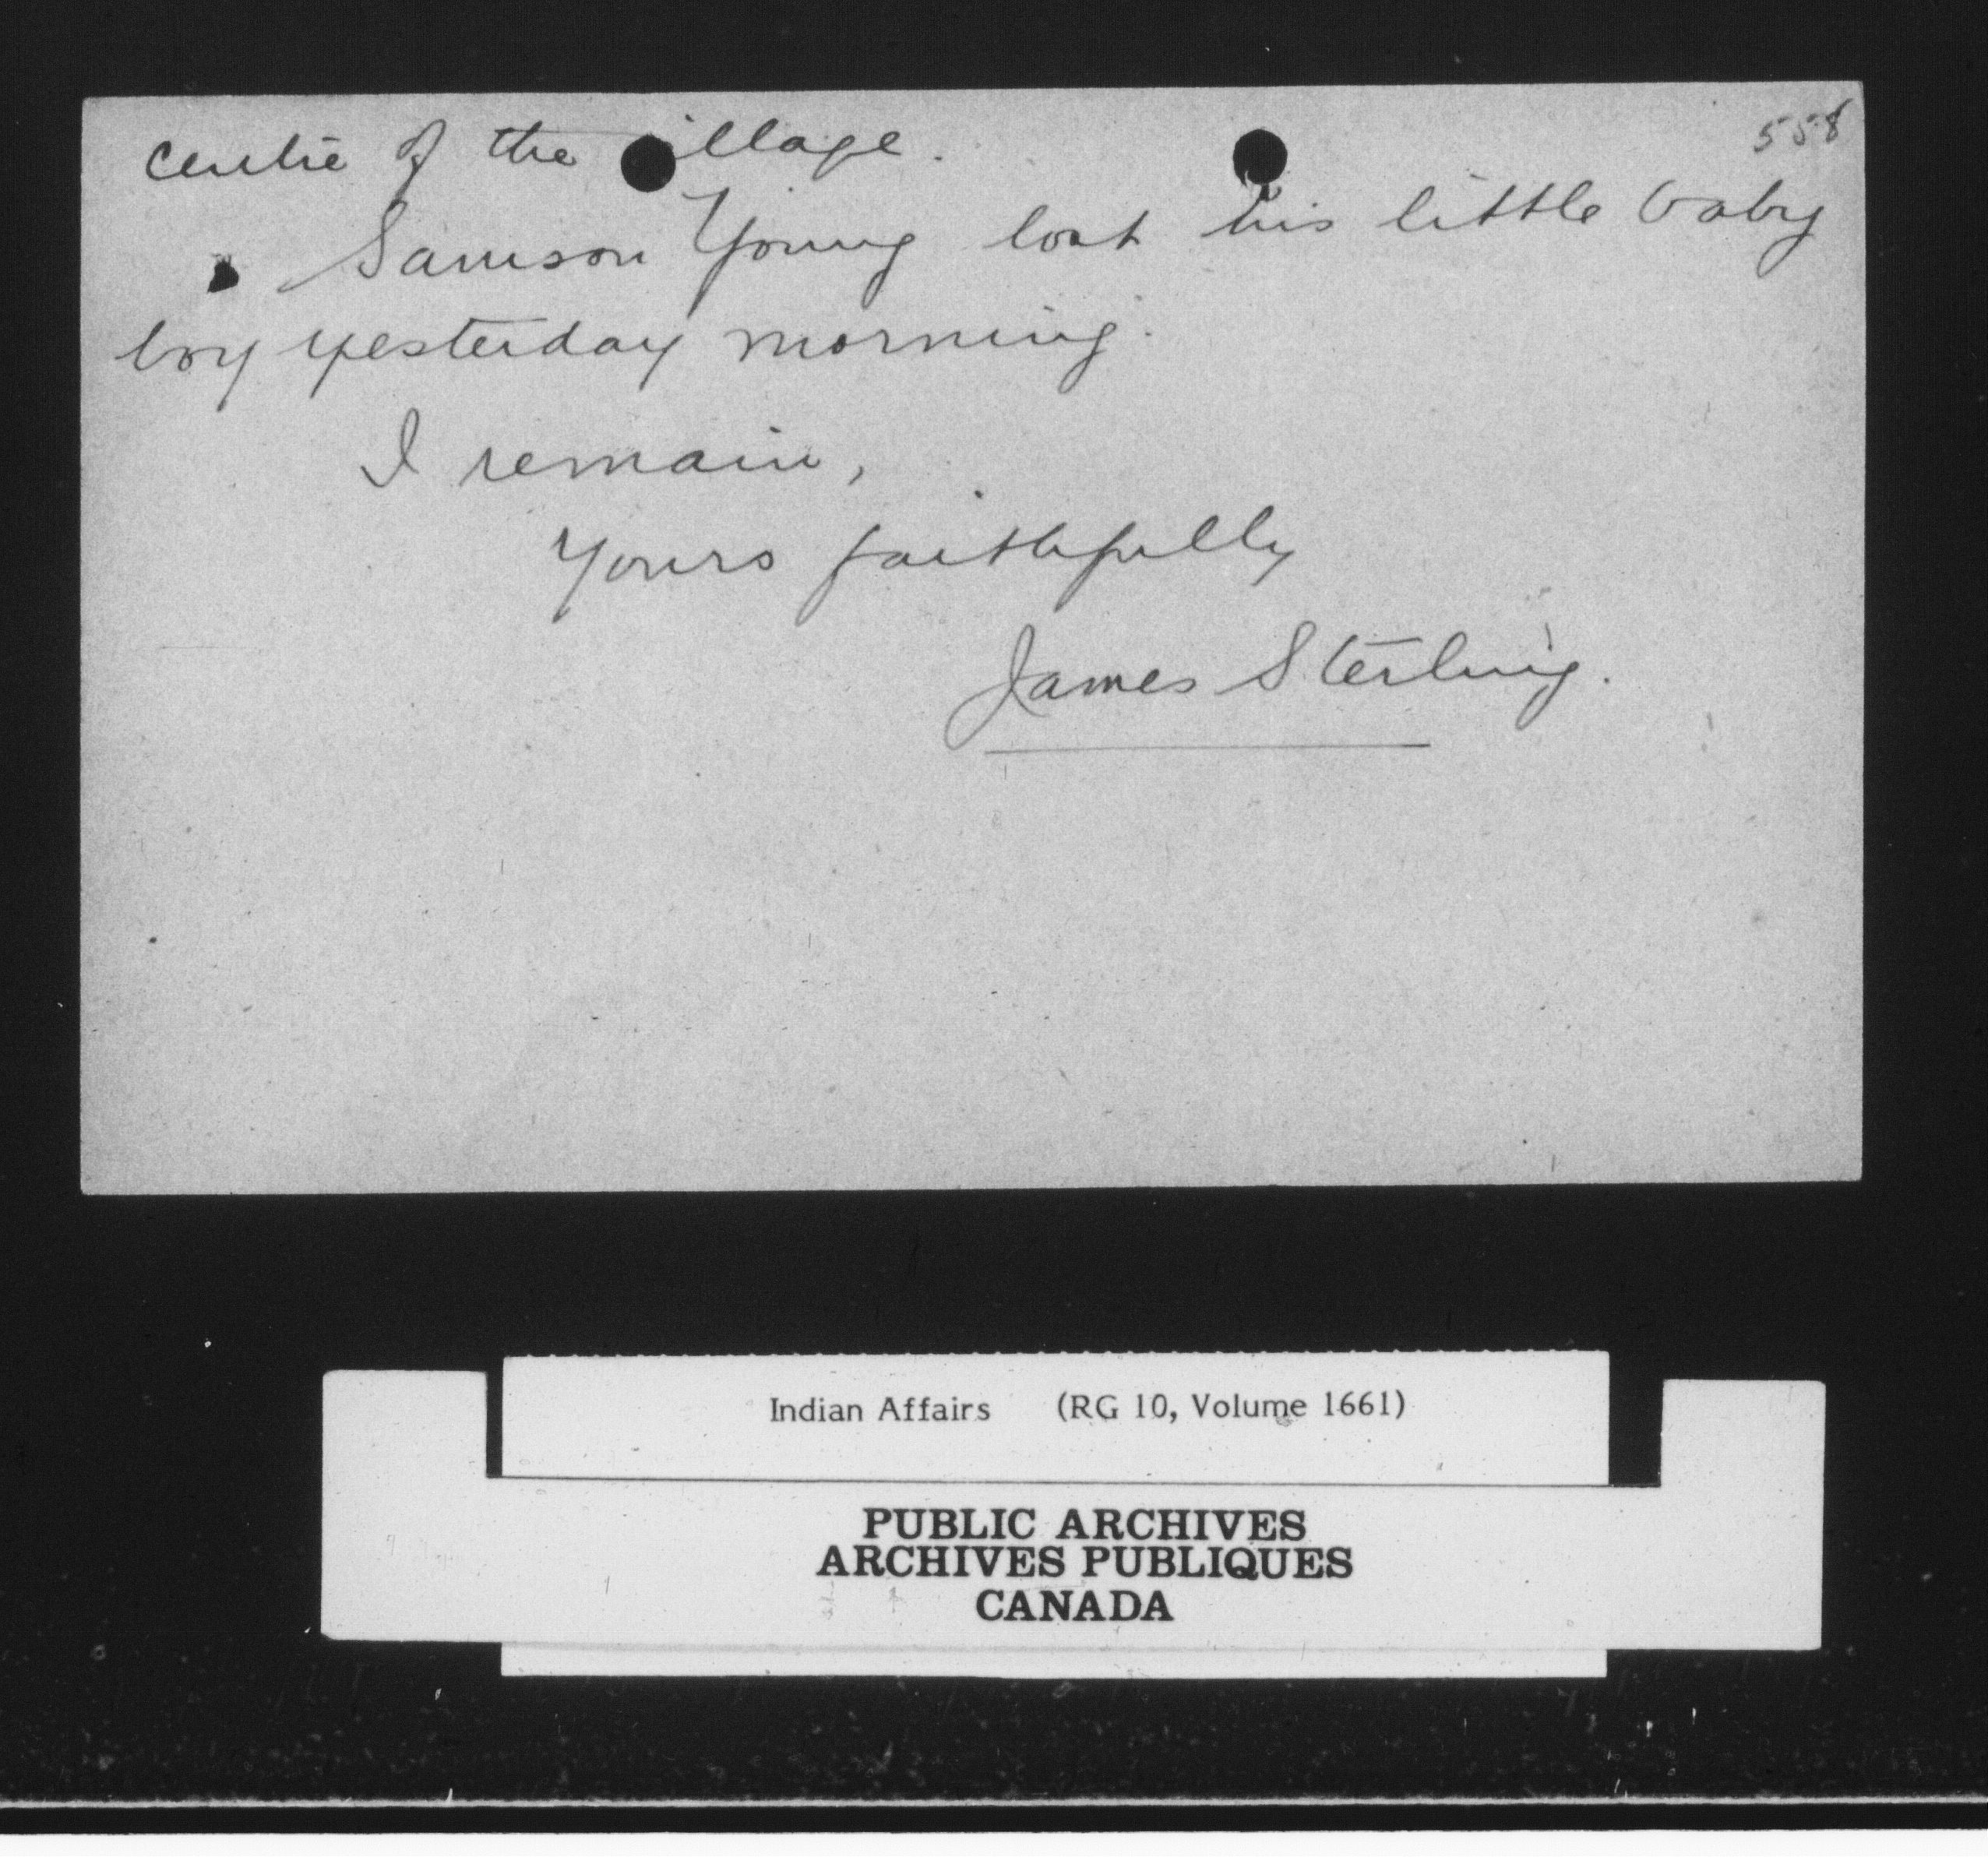 558
centre of the village.
Samson Young lost his little baby
boy yesterday morning.
I remain,
Yours faithfully
James Sterling.
Indian Affairs (RG 10, Volume 1661)
PUBLIC ARCHIVES
ARCHIVES PUBLIQUES
CANADA